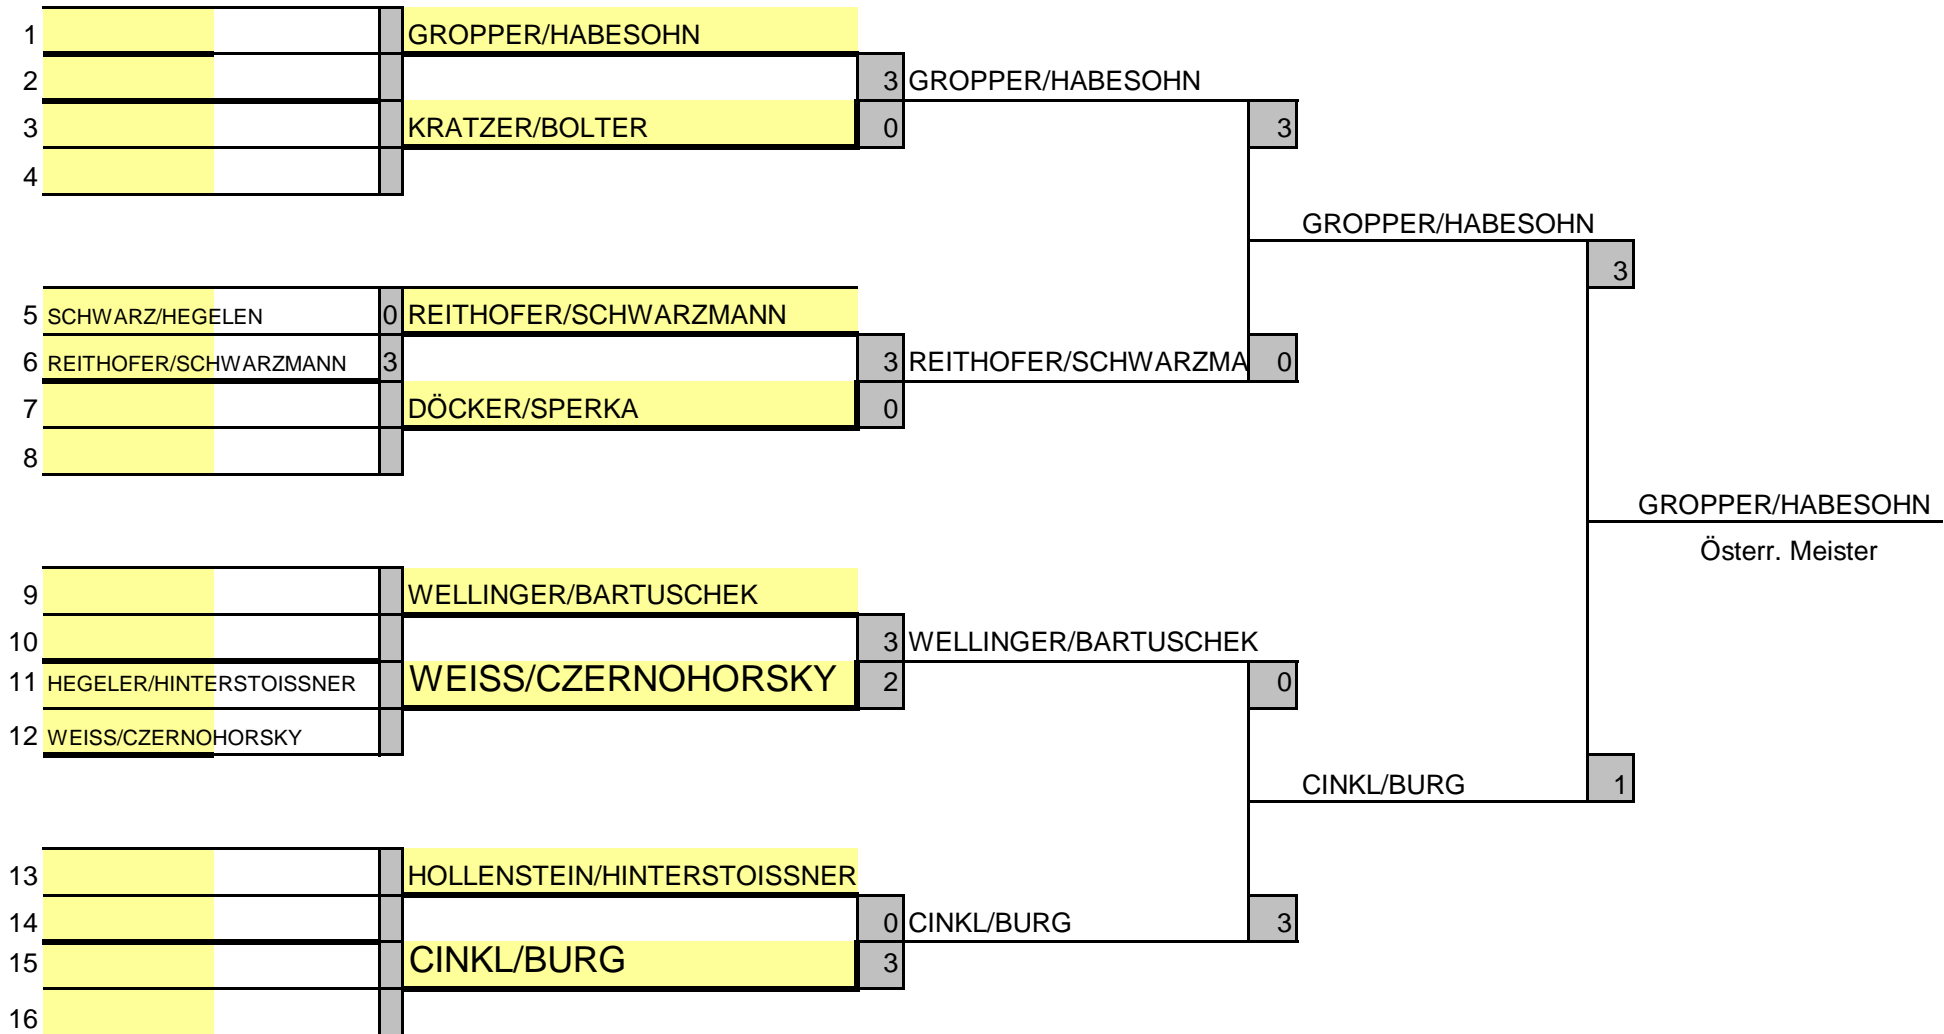 1 GROPPER/HABESOHN
2 3 GROPPER/HABESOHN
3 KRATZER/BOLTER 0 3
4
GROPPER/HABESOHN
3
5 SCHWARZ/HEGELEN 0 REITHOFER/SCHWARZMANN
6 REITHOFER/SCHWARZMANN 3 3 REITHOFER/SCHWARZMA 0
7 DÖCKER/SPERKA 0
8
GROPPER/HABESOHN
Österr. Meister
9 WELLINGER/BARTUSCHEK
10 3 WELLINGER/BARTUSCHEK
11 HEGELER/HINTERSTOISSNER WEISS/CZERNOHORSKY 2 0
12 WEISS/CZERNOHORSKY
CINKL/BURG 1
13 HOLLENSTEIN/HINTERSTOISSNER
14 0 CINKL/BURG 3
15 CINKL/BURG 3
16